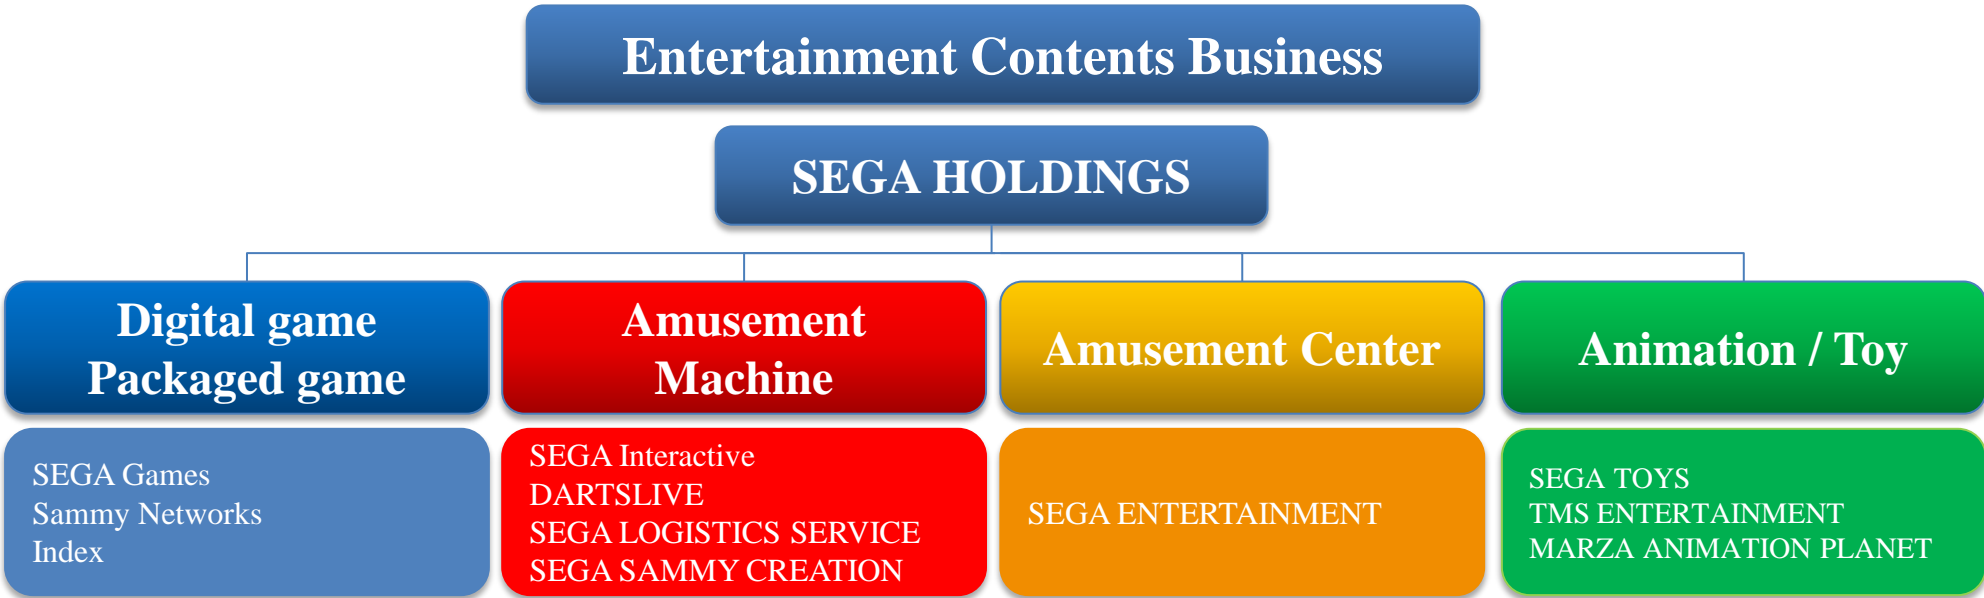 Entertainment Contents Business
SEGA HOLDINGS
Digital game
Packaged game
Amusement
Machine
Amusement Center
Animation / Toy
SEGA Games
Sammy Networks
Index
SEGA Interactive
DARTSLIVE
SEGA LOGISTICS SERVICE
SEGA SAMMY CREATION
SEGA ENTERTAINMENT
SEGA TOYS
TMS ENTERTAINMENT
MARZA ANIMATION PLANET